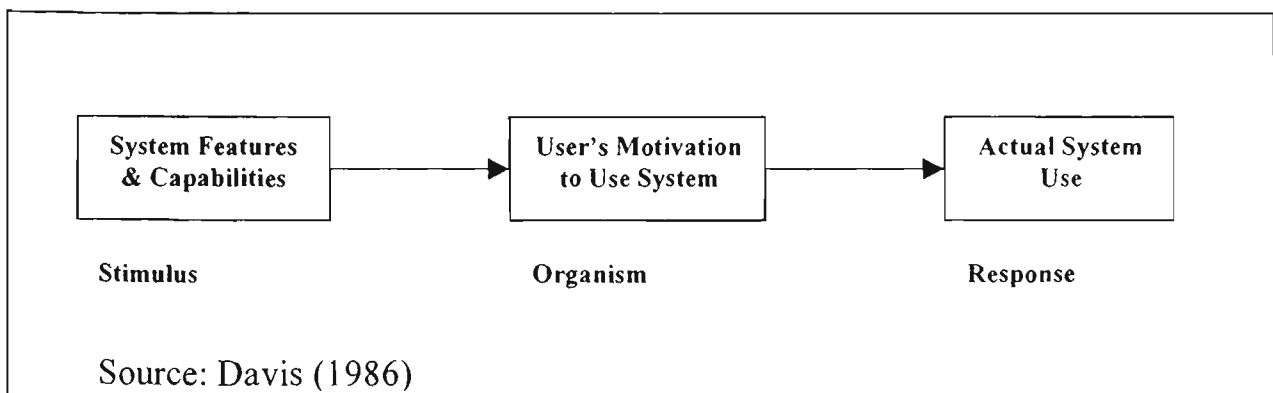 System Features
& Capabilities
User's Motivation
to Use System
Actual System
Use
Stimulus
Organism
Response
Source: Davis (1986)